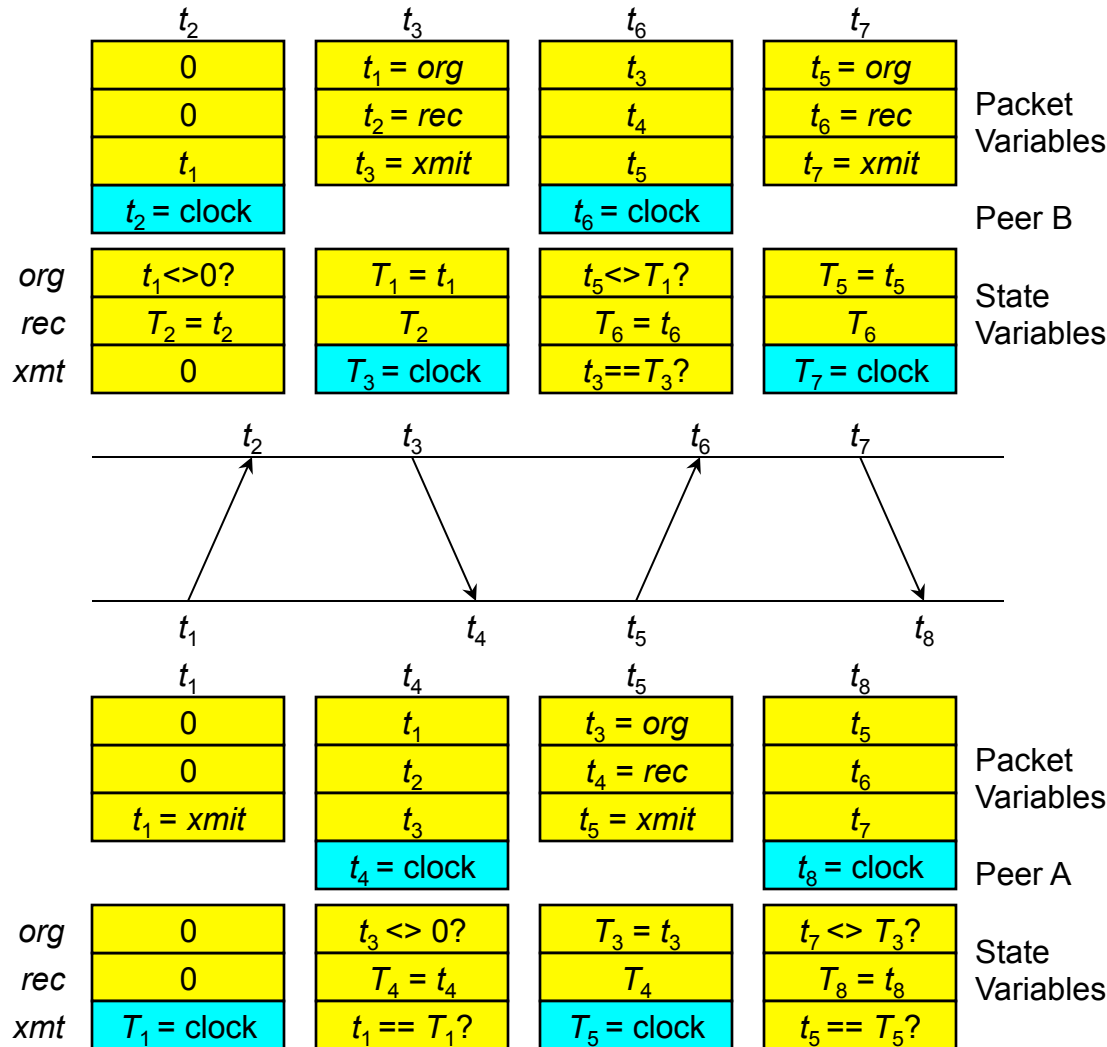 t₂ t₃ t₆ t₇
0 t₁ = org t₃ t₅ = org
0 t₂ = rec t₄ t₆ = rec
t₁ t₃ = xmit t₅ t₇ = xmit
Packet
Variables
t₂ = clock t₆ = clock Peer B
org t₁<>0? T₁ = t₁ t₅<>T₁? T₅ = t₅
rec T₂ = t₂ T₂ T₆ = t₆ T₆
xmt 0 T₃ = clock t₃==T₃? T₇ = clock
State
Variables
t₂ t₃ t₆ t₇
t₁ t₄ t₅ t₈
t₁ t₄ t₅ t₈
0 t₁ t₃ = org t₅
0 t₂ t₄ = rec t₆
t₁ = xmit t₃ t₅ = xmit t₇
Packet
Variables
t₄ = clock t₈ = clock Peer A
org 0 t₃ <> 0? T₃ = t₃ t₇ <> T₃?
rec 0 T₄ = t₄ T₄ T₈ = t₈
xmt T₁ = clock t₁ == T₁? T₅ = clock t₅ == T₅?
State
Variables